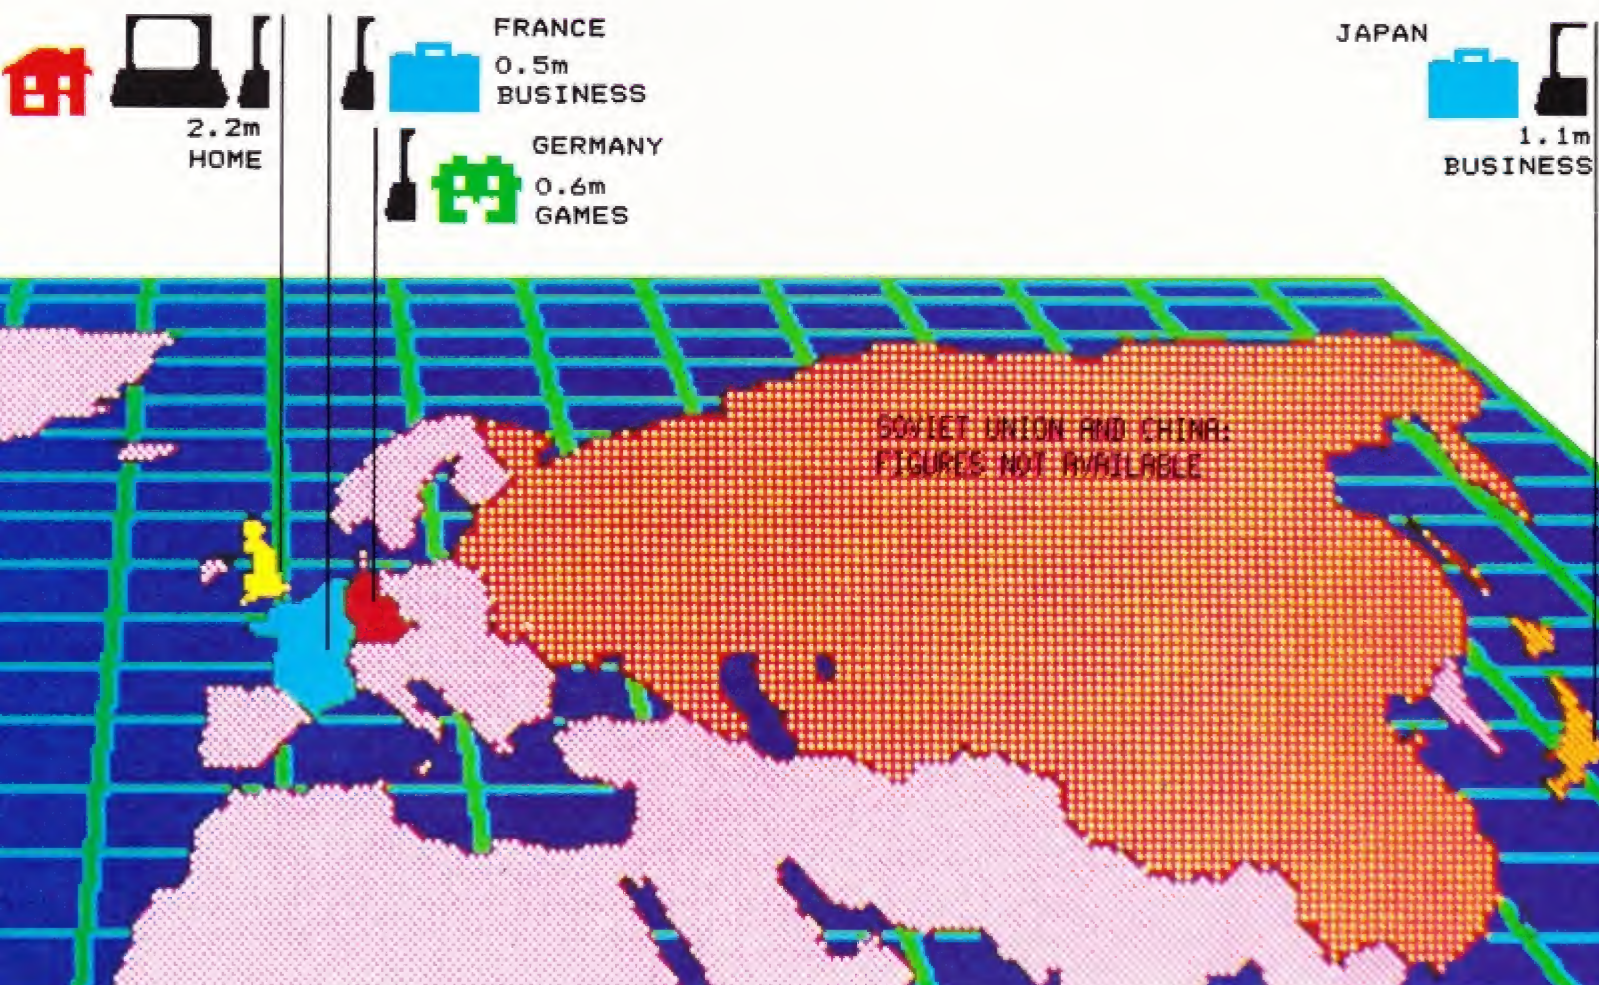 2.2m
HOME
FRANCE
0.5m
BUSINESS
GERMANY
0.6m
GAMES
JAPAN
1.1m
BUSINESS
SOVIET UNION AND CHINA:
FIGURES NOT AVAILABLE